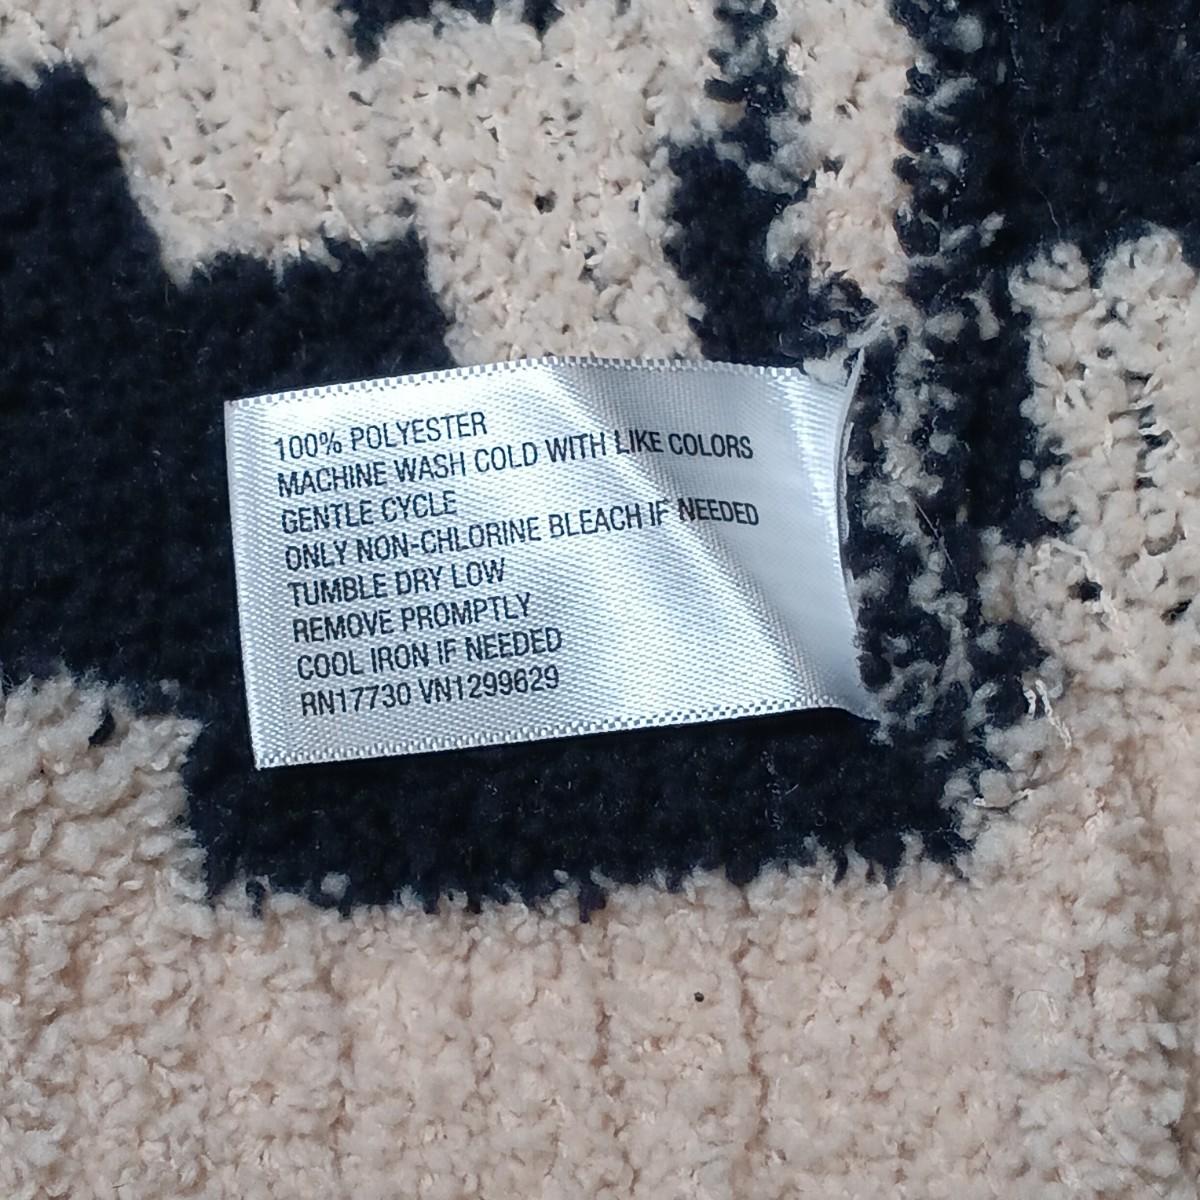 100% POLYESTER
MACHINE WASH COLD WITH LIKE COLORS
GENTLE CYCLE
ONLY NON-CHLORINE BLEACH IF NEEDED
TUMBLE DRY LOW
REMOVE PROMPTLY
COOL IRON IF NEEDED
RN17730 VN1299629